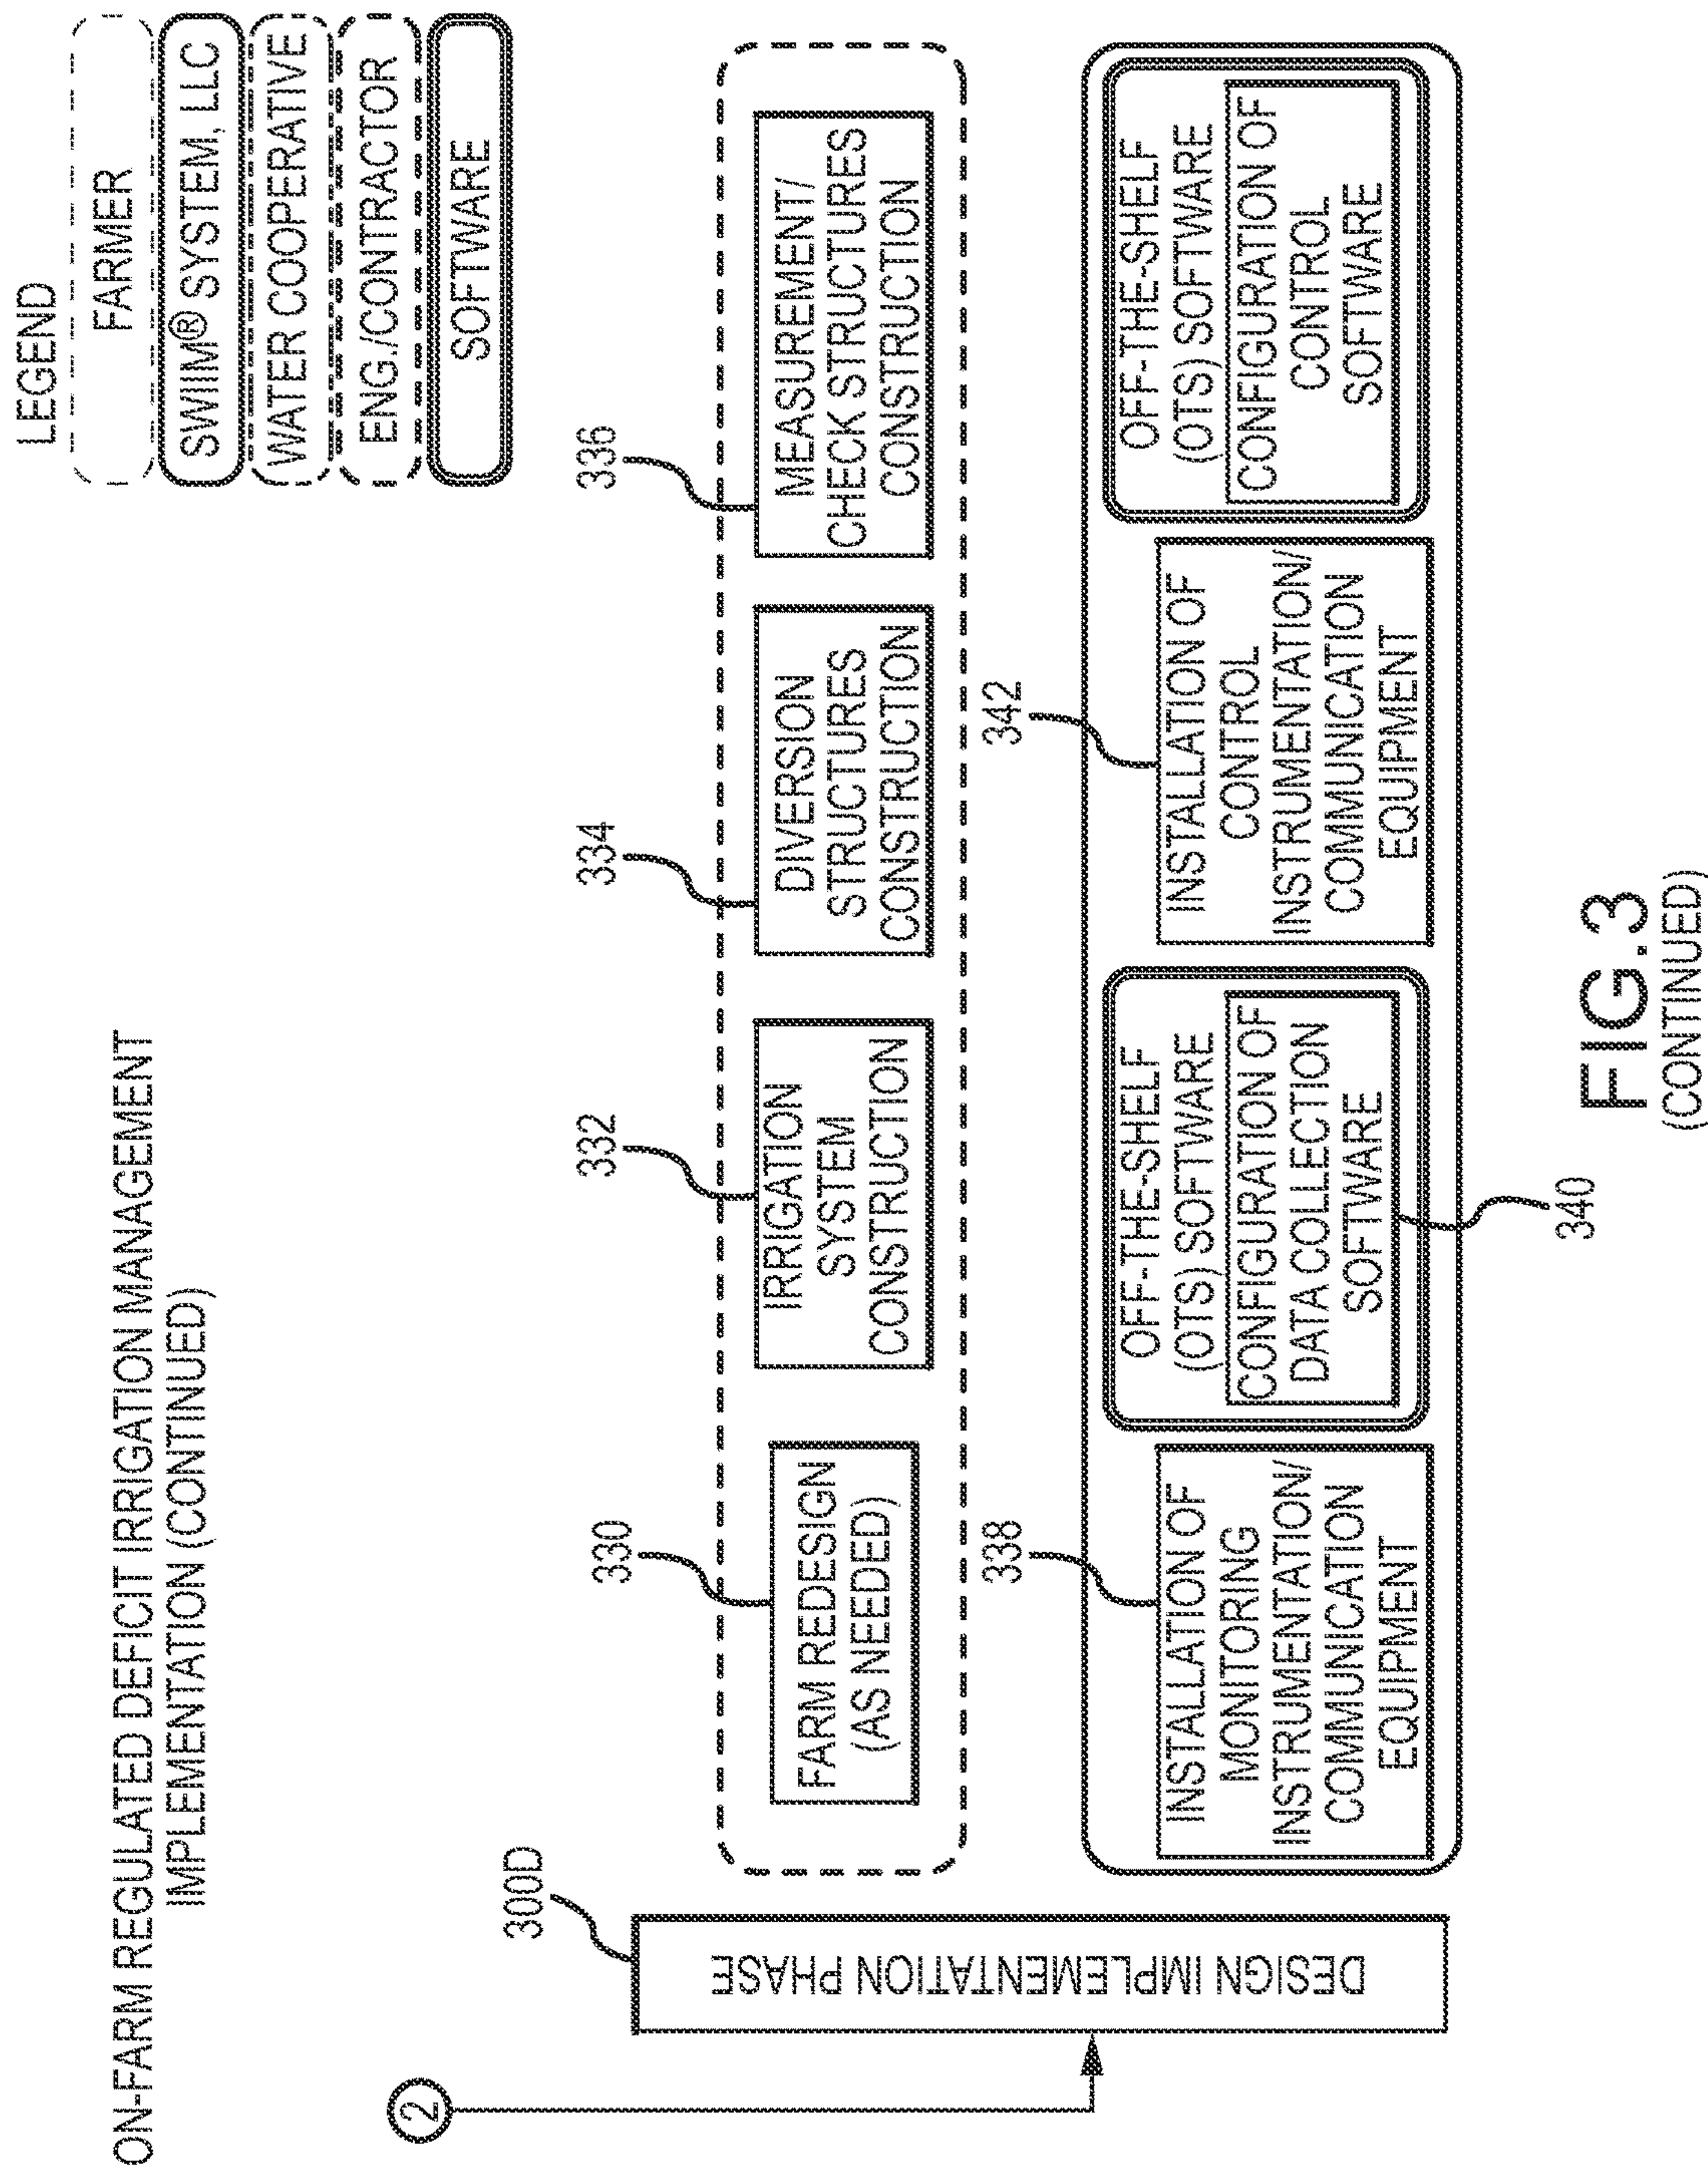 ON-FARM REGULATED DEFICIT IRRIGATION MANAGEMENT
IMPLEMENTATION (CONTINUED)
LEGEND
FARMER
SWIIM® SYSTEM, LLC
WATER COOPERATIVE
ENG./CONTRACTOR
SOFTWARE
2
300D
DESIGN IMPLEMENTATION PHASE
330
FARM REDESIGN
(AS NEEDED)
332
IRRIGATION
SYSTEM
CONSTRUCTION
334
DIVERSION
STRUCTURES
CONSTRUCTION
336
MEASUREMENT/
CHECK STRUCTURES
CONSTRUCTION
338
INSTALLATION OF
MONITORING
INSTRUMENTATION/
COMMUNICATION
EQUIPMENT
OFF-THE-SHELF
(OTS) SOFTWARE
CONFIGURATION OF
DATA COLLECTION
SOFTWARE
340
342
INSTALLATION OF
CONTROL
INSTRUMENTATION/
COMMUNICATION
EQUIPMENT
OFF-THE-SHELF
(OTS) SOFTWARE
CONFIGURATION OF
CONTROL
SOFTWARE
FIG.3
(CONTINUED)